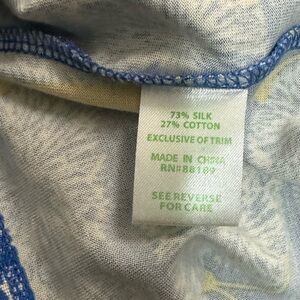 73% SILK
27% COTTON
EXCLUSIVE OF TRIM
MADE IN CHINA
RN#88189
SEE REVERSE
FOR CARE